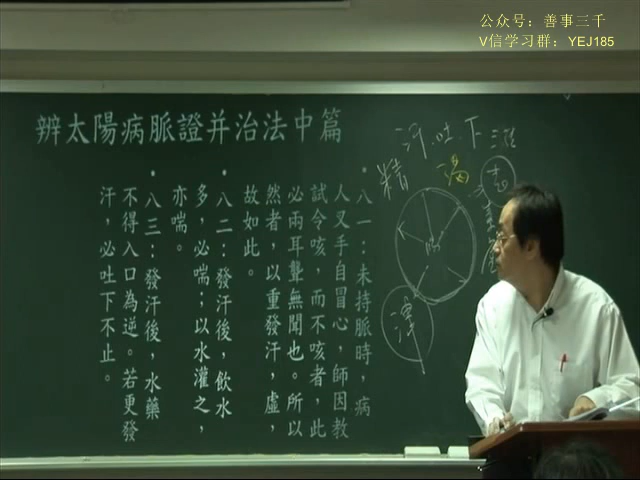 公众号：善事三千
V信学习群：YEJ185
辨太陽病脈證并治法中篇
•八一：未持脈時，病
人叉手自冒心，師因教
試令咳，而不咳者，此
必兩耳聾無聞也。所以
然者，以重發汗，虛，
故如此。
•八二：發汗後，飲水
多，必喘；以水灌之，
亦喘。
•八三：發汗後，水藥
不得入口為逆。若更發
汗，必吐下不止。
汗 吐 下
精